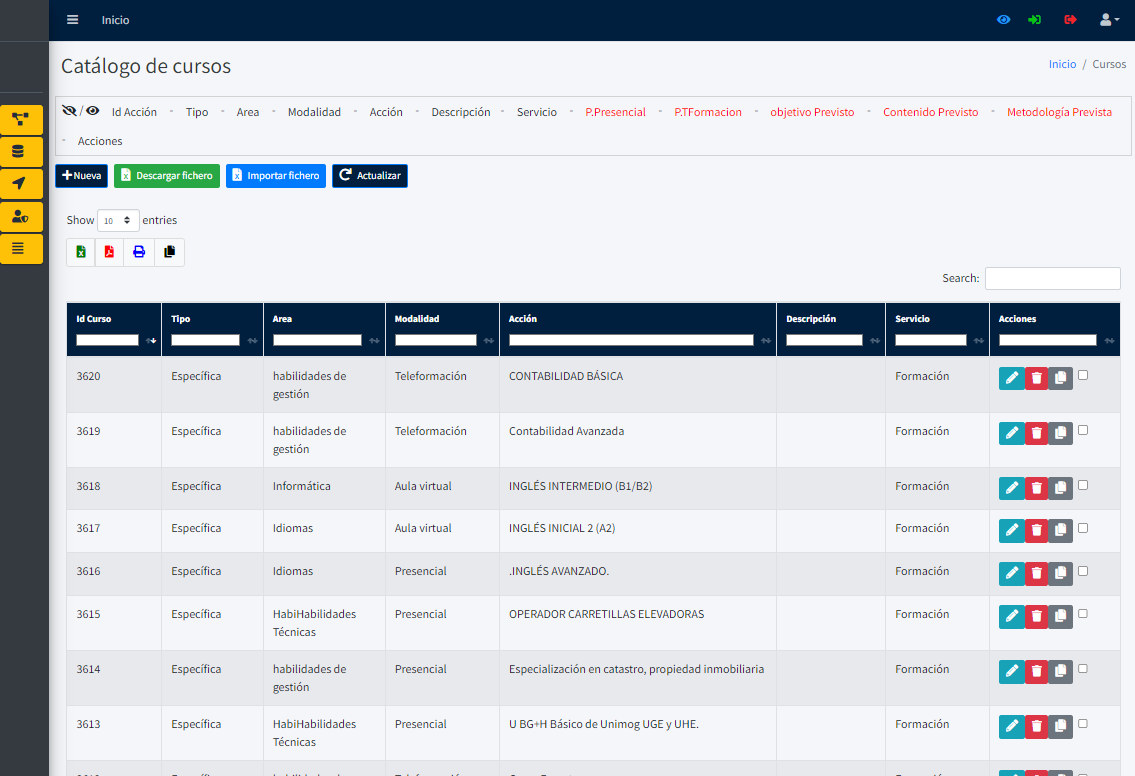 Inicio
Catálogo de cursos
Inicio / Cursos
/ Id Acción - Tipo - Area - Modalidad - Acción - Descripción - Servicio - P.Presencial - P.TFormacion - objetivo Previsto - Contenido Previsto - Metodología Prevista
- Acciones
Nueva Descargar fichero Importar fichero Actualizar
Show 10 entries
Search:
Id Curso Tipo Area Modalidad Acción Descripción Servicio Acciones
3620 Específica habilidades de Teleformación CONTABILIDAD BÁSICA Formación
gestión
3619 Específica habilidades de Teleformación Contabilidad Avanzada Formación
gestión
3618 Específica Informática Aula virtual INGLÉS INTERMEDIO (B1/B2) Formación
3617 Específica Idiomas Aula virtual INGLÉS INICIAL 2 (A2) Formación
3616 Específica Idiomas Presencial .INGLÉS AVANZADO. Formación
3615 Específica HabiHabilidades Presencial OPERADOR CARRETILLAS ELEVADORAS Formación
Técnicas
3614 Específica habilidades de Presencial Especialización en catastro, propiedad inmobiliaria Formación
gestión
3613 Específica HabiHabilidades Presencial U BG+H Básico de Unimog UGE y UHE. Formación
Técnicas